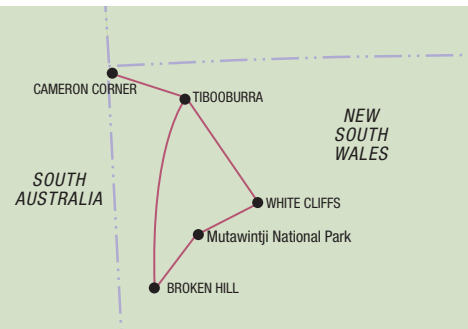 CAMERON CORNER
TIBOOBURRA
NEW
SOUTH
WALES
SOUTH
AUSTRALIA
WHITE CLIFFS
Mutawintji National Park
BROKEN HILL